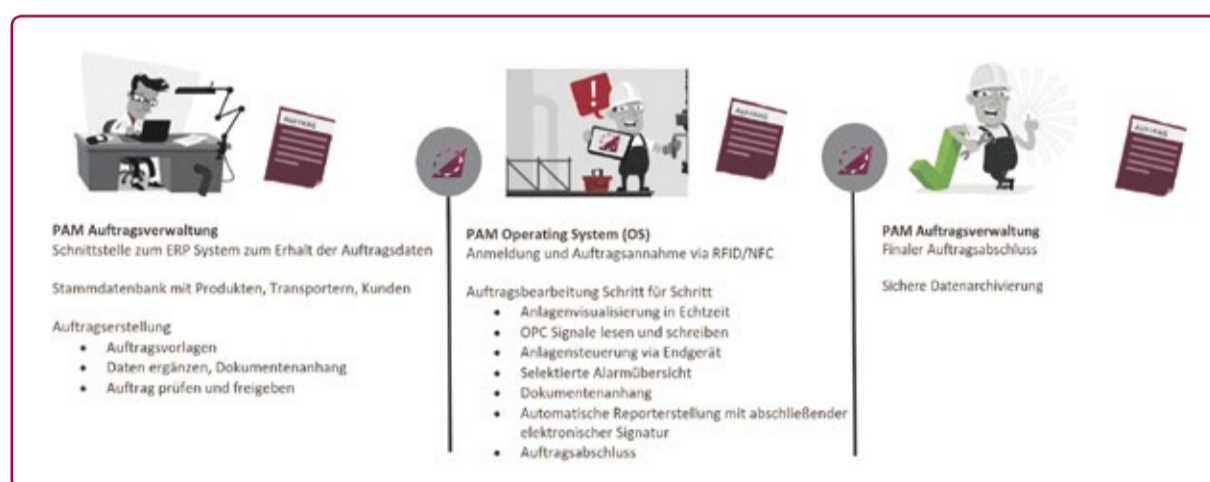 AUFTRAG
PAM Auftragsverwaltung
Schnittstelle zum ERP System zum Erhalt der Auftragsdaten
Stammdatenbank mit Produkten, Transportern, Kunden
Auftragserstellung
• Auftragsvorlagen
• Daten ergänzen, Dokumentenanhang
• Auftrag prüfen und freigeben
!
AUFTRAG
PAM Operating System (OS)
Anmeldung und Auftragsannahme via RFID/NFC
Auftragsbearbeitung Schritt für Schritt
• Anlagenvisualisierung in Echtzeit
• OPC Signale lesen und schreiben
• Anlagensteuerung via Endgerät
• Selektierte Alarmübersicht
• Dokumentenanhang
• Automatische Reporterstellung mit abschließender
elektronischer Signatur
• Auftragsabschluss
AUFTRAG
PAM Auftragsverwaltung
Finaler Auftragsabschluss
Sichere Datenarchivierung